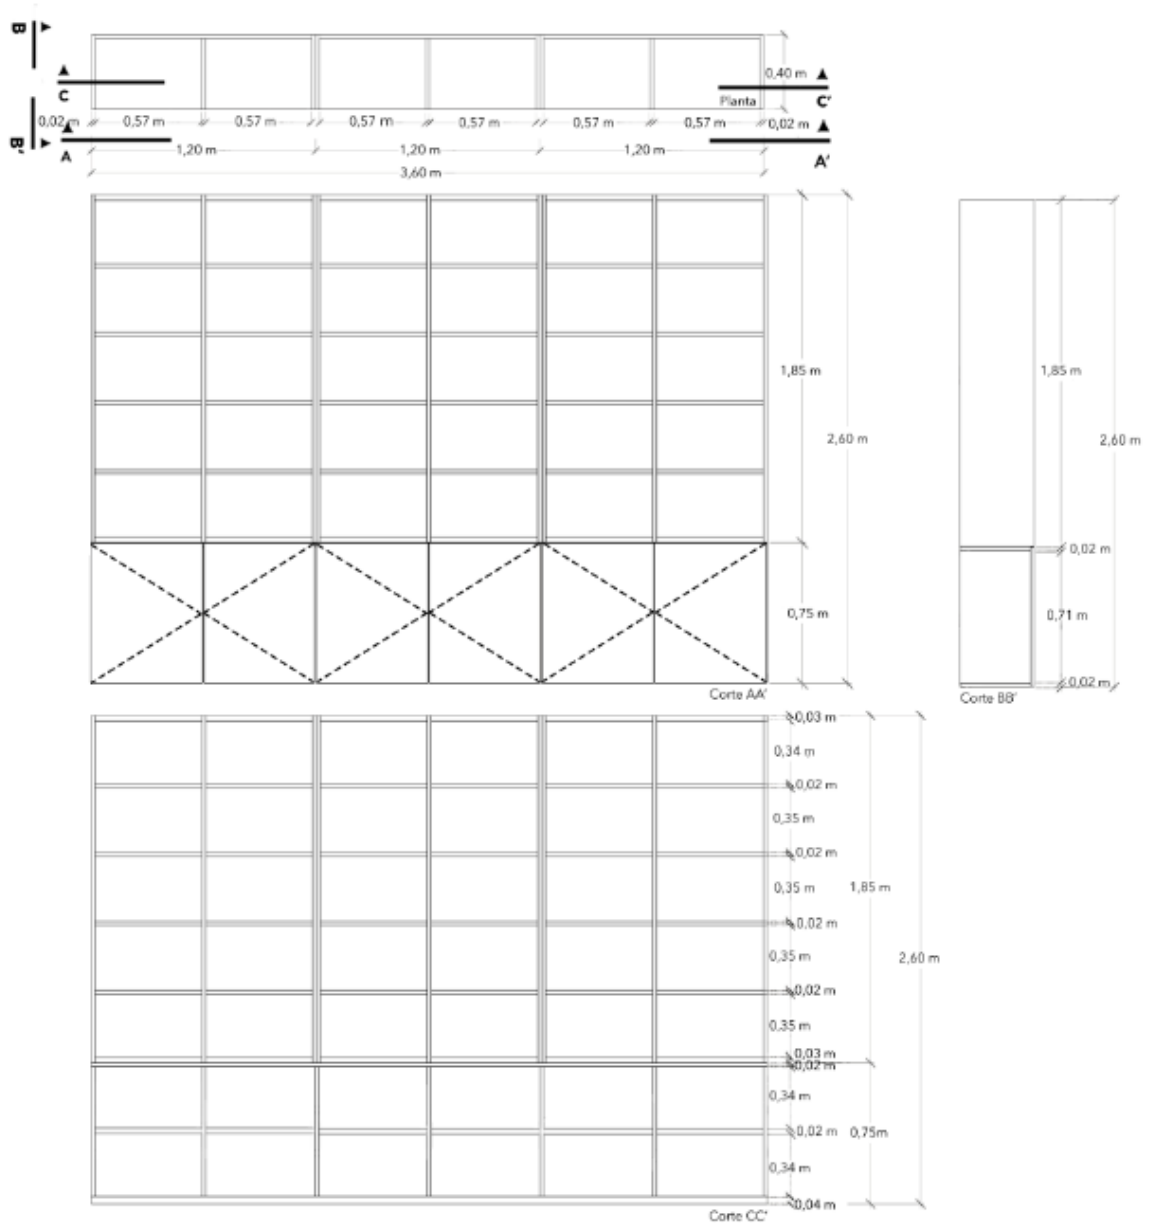 B
0,40 m
C
Planta
C'
0,02 m 0,57 m 0,57 m 0,57 m 0,57 m 0,57 m 0,57 m 0,02 m
B'
A
1,20 m 1,20 m 1,20 m
A'
3,60 m
1,85 m
2,60 m
0,75 m
Corte AA'
1,85 m
2,60 m
0,02 m
0,71 m
0,02 m
Corte BB'
0,03 m
0,34 m
0,02 m
0,35 m
0,02 m
0,35 m
1,85 m
0,02 m
0,35 m
2,60 m
0,02 m
0,35 m
0,03 m
0,02 m
0,34 m
0,02 m
0,75m
0,34 m
0,04 m
Corte CC'